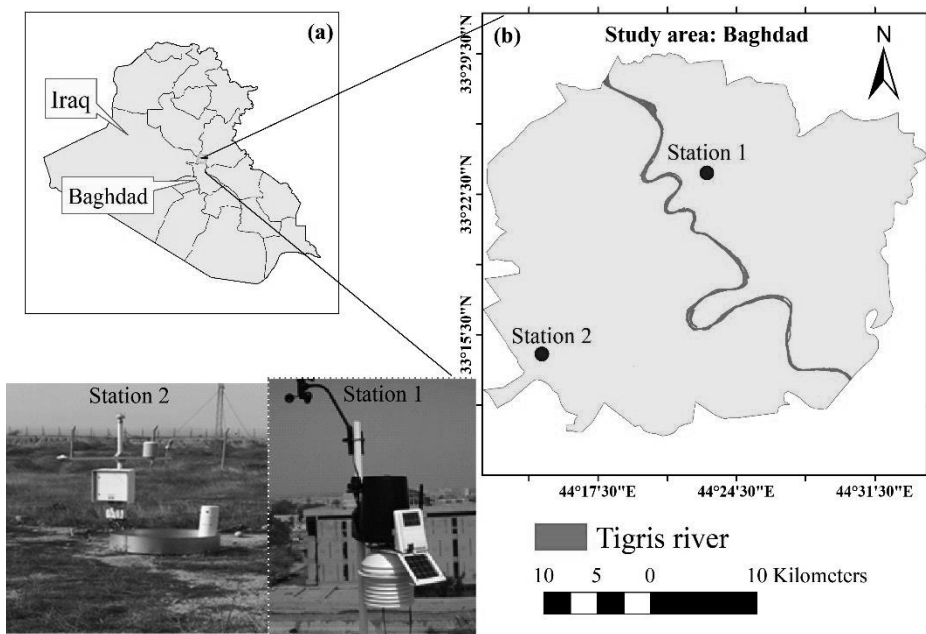 (a)
Iraq
Baghdad
(b)
Study area: Baghdad
N
33°29'30"N
33°22'30"N
33°15'30"N
Station 1
Station 2
44°17'30"E 44°24'30"E 44°31'30"E
Station 2
Station 1
Tigris river
10 5 0 10 Kilometers